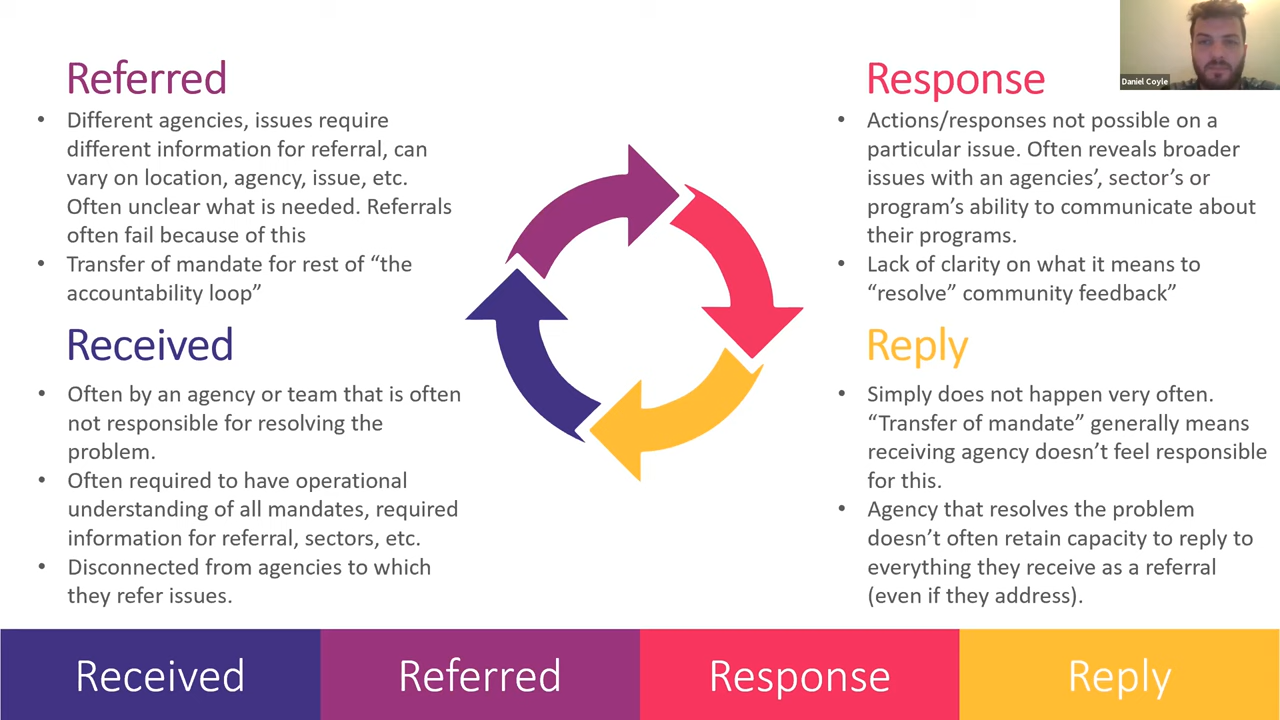 Referred
• Different agencies, issues require
different information for referral, can
vary on location, agency, issue, etc.
Often unclear what is needed. Referrals
often fail because of this
• Transfer of mandate for rest of “the
accountability loop”
Received
• Often by an agency or team that is often
not responsible for resolving the
problem.
• Often required to have operational
understanding of all mandates, required
information for referral, sectors, etc.
• Disconnected from agencies to which
they refer issues.
Response
• Actions/responses not possible on a
particular issue. Often reveals broader
issues with an agencies’, sector’s or
program’s ability to communicate about
their programs.
• Lack of clarity on what it means to
“resolve” community feedback”
Reply
• Simply does not happen very often.
“Transfer of mandate” generally means
receiving agency doesn’t feel responsible
for this.
• Agency that resolves the problem
doesn’t often retain capacity to reply to
everything they receive as a referral
(even if they address).
Daniel Coyle
Received
Referred
Response
Reply